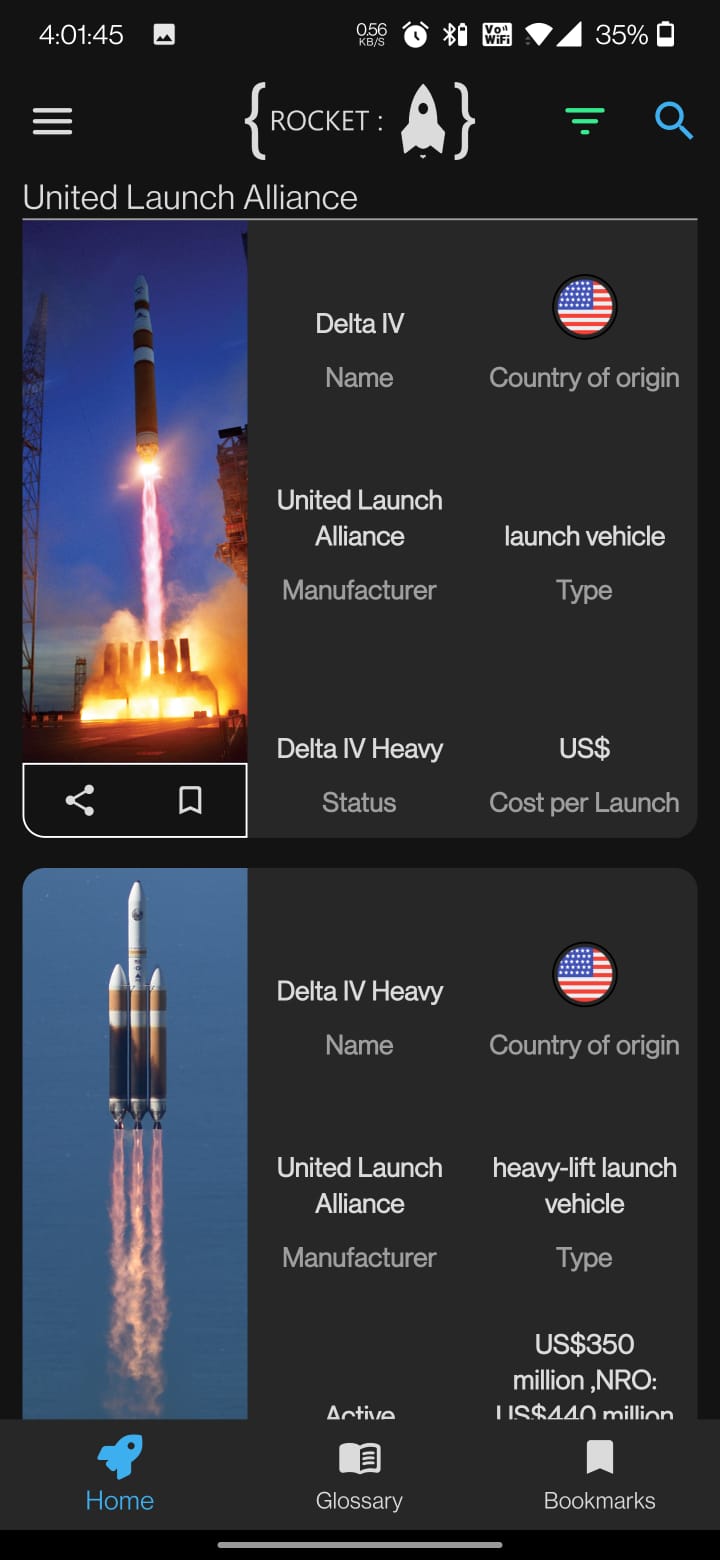 4:01:45 0.56 KB/S Vo)) WiFi 35%
{ ROCKET : }
United Launch Alliance
Delta IV
Name Country of origin
United Launch
Alliance launch vehicle
Manufacturer Type
Delta IV Heavy US$
Status Cost per Launch
Delta IV Heavy
Name Country of origin
United Launch heavy-lift launch
Alliance vehicle
Manufacturer Type
US$350
million ,NRO:
Active US$440 million
Home Glossary Bookmarks